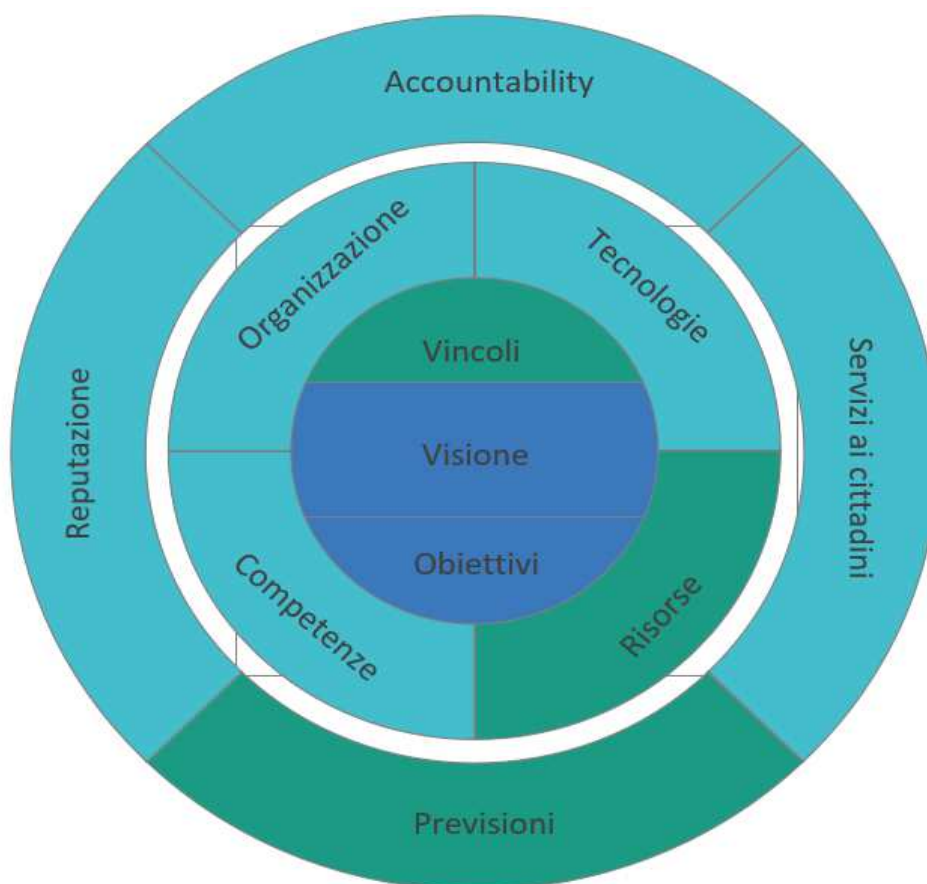 Accountability
Organizzazione
Tecnologie
Vincoli
Servizi ai cittadini
Reputazione
Visione
Obiettivi
Competenze
Risorse
Previsioni